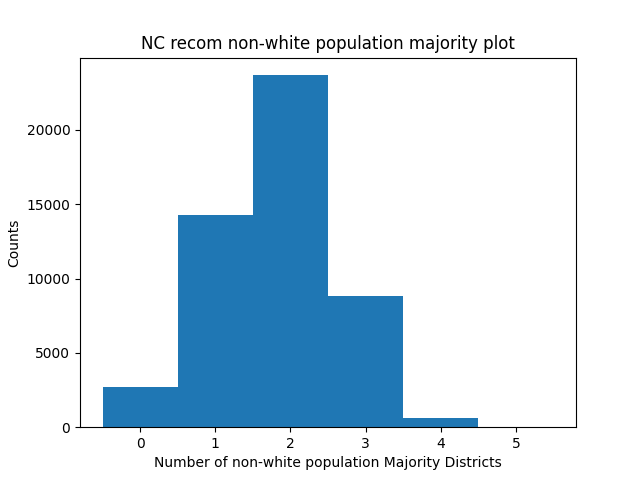 NC recom non-white population majority plot
Counts
20000
15000
10000
5000
0
0 1 2 3 4 5
Number of non-white population Majority Districts